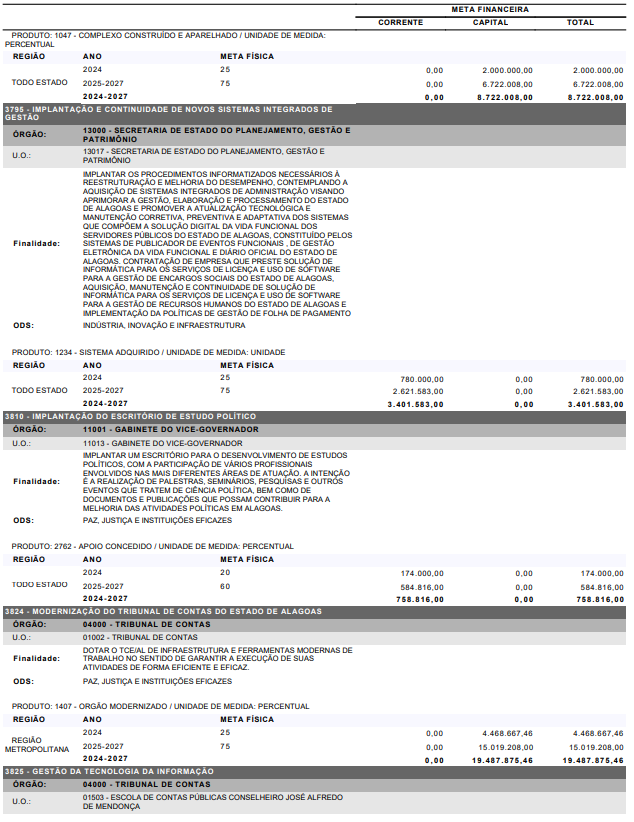 META FINANCEIRA
CORRENTE CAPITAL TOTAL
PRODUTO: 1047 - COMPLEXO CONSTRUÍDO E APARELHADO / UNIDADE DE MEDIDA:
PERCENTUAL
REGIÃO ANO META FÍSICA
TODO ESTADO
2024 25 0,00 2.000.000,00 2.000.000,00
2025-2027 75 0,00 6.722.008,00 6.722.008,00
2024-2027 0,00 8.722.008,00 8.722.008,00
3795 - IMPLANTAÇÃO E CONTINUIDADE DE NOVOS SISTEMAS INTEGRADOS DE
GESTÃO
ÓRGÃO: 13000 - SECRETARIA DE ESTADO DO PLANEJAMENTO, GESTÃO E
PATRIMÔNIO
U.O.: 13017 - SECRETARIA DE ESTADO DO PLANEJAMENTO, GESTÃO E
PATRIMÔNIO
Finalidade:
IMPLANTAR OS PROCEDIMENTOS INFORMATIZADOS NECESSÁRIOS À
REESTRUTURAÇÃO E MELHORIA DO DESEMPENHO, CONTEMPLANDO A
AQUISIÇÃO DE SISTEMAS INTEGRADOS DE ADMINISTRAÇÃO VISANDO
APRIMORAR A GESTÃO, ELABORAÇÃO E PROCESSAMENTO DO ESTADO
DE ALAGOAS E PROMOVER A ATUALIZAÇÃO TECNOLÓGICA E
MANUTENÇÃO CORRETIVA, PREVENTIVA E ADAPTATIVA DOS SISTEMAS
QUE COMPÕEM A SOLUÇÃO DIGITAL DA VIDA FUNCIONAL DOS
SERVIDORES PÚBLICOS DO ESTADO DE ALAGOAS, CONSTITUÍDO PELOS
SISTEMAS DE PUBLICADOR DE EVENTOS FUNCIONAIS , DE GESTÃO
ELETRÔNICA DA VIDA FUNCIONAL E DIÁRIO OFICIAL DO ESTADO DE
ALAGOAS. CONTRATAÇÃO DE EMPRESA QUE PRESTE SOLUÇÃO DE
INFORMÁTICA PARA OS SERVIÇOS DE LICENÇA E USO DE SOFTWARE
PARA A GESTÃO DE ENCARGOS SOCIAIS DO ESTADO DE ALAGOAS,
AQUISIÇÃO, MANUTENÇÃO E CONTINUIDADE DE SOLUÇÃO DE
INFORMÁTICA PARA OS SERVIÇOS DE LICENÇA E USO DE SOFTWARE
PARA A GESTÃO DE RECURSOS HUMANOS DO ESTADO DE ALAGOAS E
IMPLEMENTAÇÃO DA POLÍTICAS DE GESTÃO DE FOLHA DE PAGAMENTO
ODS: INDÚSTRIA, INOVAÇÃO E INFRAESTRUTURA
PRODUTO: 1234 - SISTEMA ADQUIRIDO / UNIDADE DE MEDIDA: UNIDADE
REGIÃO ANO META FÍSICA
TODO ESTADO
2024 25 780.000,00 0,00 780.000,00
2025-2027 75 2.621.583,00 0,00 2.621.583,00
2024-2027 3.401.583,00 0,00 3.401.583,00
3810 - IMPLANTAÇÃO DO ESCRITÓRIO DE ESTUDO POLÍTICO
ÓRGÃO: 11001 - GABINETE DO VICE-GOVERNADOR
U.O.: 11013 - GABINETE DO VICE-GOVERNADOR
Finalidade:
IMPLANTAR UM ESCRITÓRIO PARA O DESENVOLVIMENTO DE ESTUDOS
POLÍTICOS, COM A PARTICIPAÇÃO DE VÁRIOS PROFISSIONAIS
ENVOLVIDOS NAS MAIS DIFERENTES ÁREAS DE ATUAÇÃO. A INTENÇÃO
É A REALIZAÇÃO DE PALESTRAS, SEMINÁRIOS, PESQUISAS E OUTROS
EVENTOS QUE TRATEM DE CIÊNCIA POLÍTICA, BEM COMO DE
DOCUMENTOS E PUBLICAÇÕES QUE POSSAM CONTRIBUIR PARA A
MELHORIA DAS ATIVIDADES POLÍTICAS EM ALAGOAS.
ODS: PAZ, JUSTIÇA E INSTITUIÇÕES EFICAZES
PRODUTO: 2762 - APOIO CONCEDIDO / UNIDADE DE MEDIDA: PERCENTUAL
REGIÃO ANO META FÍSICA
TODO ESTADO
2024 20 174.000,00 0,00 174.000,00
2025-2027 60 584.816,00 0,00 584.816,00
2024-2027 758.816,00 0,00 758.816,00
3824 - MODERNIZAÇÃO DO TRIBUNAL DE CONTAS DO ESTADO DE ALAGOAS
ÓRGÃO: 04000 - TRIBUNAL DE CONTAS
U.O.: 01002 - TRIBUNAL DE CONTAS
Finalidade:
DOTAR O TCE/AL DE INFRAESTRUTURA E FERRAMENTAS MODERNAS DE
TRABALHO NO SENTIDO DE GARANTIR A EXECUÇÃO DE SUAS
ATIVIDADES DE FORMA EFICIENTE E EFICAZ.
ODS: PAZ, JUSTIÇA E INSTITUIÇÕES EFICAZES
PRODUTO: 1407 - ORGÃO MODERNIZADO / UNIDADE DE MEDIDA: PERCENTUAL
REGIÃO ANO META FÍSICA
REGIÃO
METROPOLITANA
2024 25 0,00 4.468.667,46 4.468.667,46
2025-2027 75 0,00 15.019.208,00 15.019.208,00
2024-2027 0,00 19.487.875,46 19.487.875,46
3825 - GESTÃO DA TECNOLOGIA DA INFORMAÇÃO
ÓRGÃO: 04000 - TRIBUNAL DE CONTAS
U.O.: 01503 - ESCOLA DE CONTAS PÚBLICAS CONSELHEIRO JOSÉ ALFREDO
DE MENDONÇA